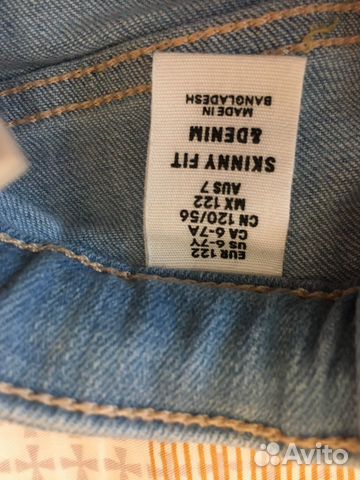 EUR 122
US 6-7Y
CA 6-7A
CN 120/56
MX 122
AUS 7
SKINNY FIT
&DENIM
MADE IN
BANGLADESH
Avito